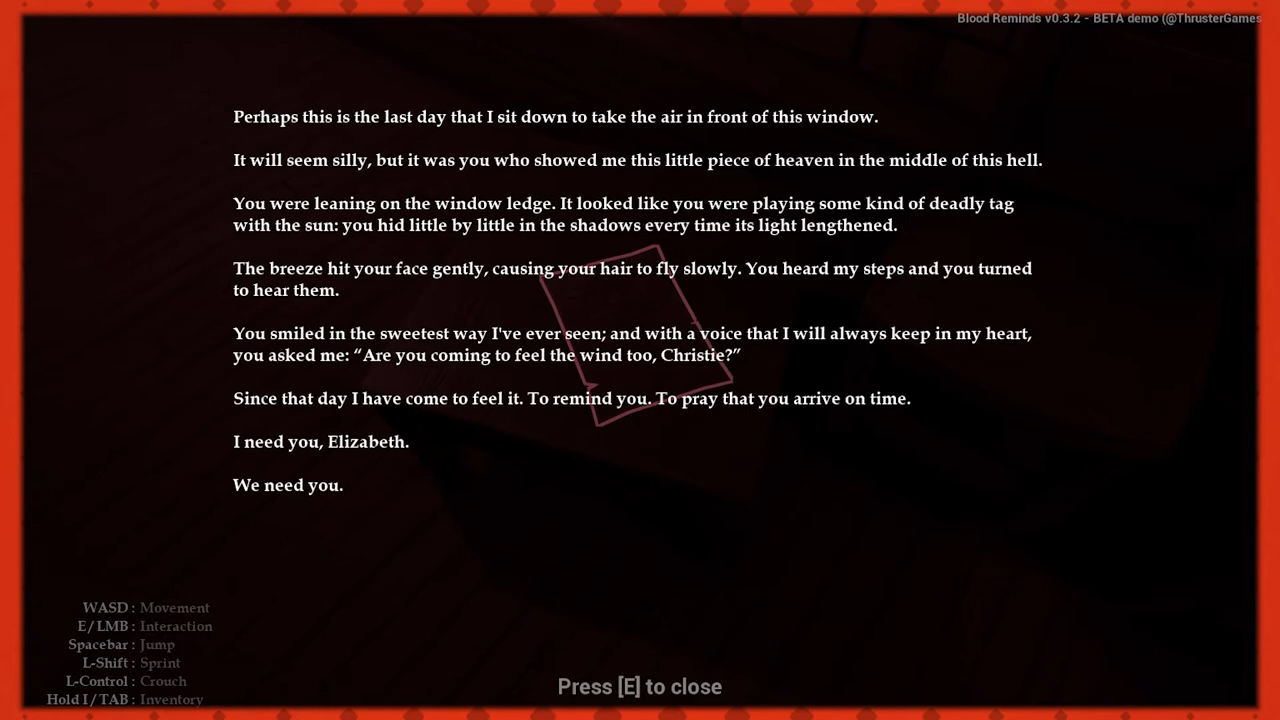 Blood Reminds v0.3.2 - BETA demo (@ThrusterGames
Perhaps this is the last day that I sit down to take the air in front of this window.
It will seem silly, but it was you who showed me this little piece of heaven in the middle of this hell.
You were leaning on the window ledge. It looked like you were playing some kind of deadly tag
with the sun: you hid little by little in the shadows every time its light lengthened.
The breeze hit your face gently, causing your hair to fly slowly. You heard my steps and you turned
to hear them.
You smiled in the sweetest way I've ever seen; and with a voice that I will always keep in my heart,
you asked me: “Are you coming to feel the wind too, Christie?”
Since that day I have come to feel it. To remind you. To pray that you arrive on time.
I need you, Elizabeth.
We need you.
WASD : Movement
E/LMB : Interaction
Spacebar : Jump
L-Shift : Sprint
L-Control : Crouch
Hold I/TAB : Inventory
Press [E] to close